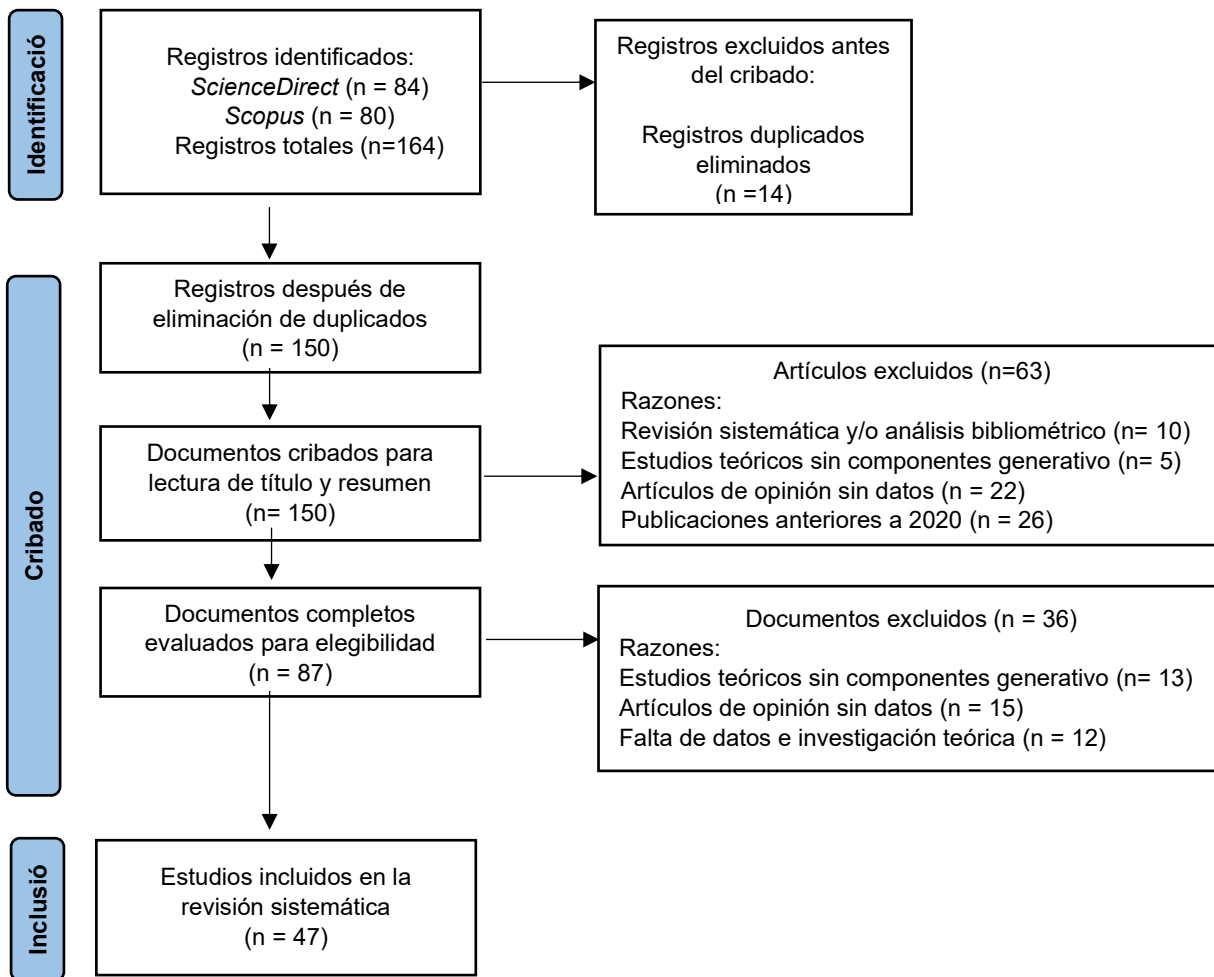 Identificació
Registros identificados:
ScienceDirect (n = 84)
Scopus (n = 80)
Registros totales (n=164)
Registros excluidos antes
del cribado:
Registros duplicados
eliminados
(n =14)
Cribado
Registros después de
eliminación de duplicados
(n = 150)
Documentos cribados para
lectura de título y resumen
(n= 150)
Artículos excluidos (n=63)
Razones:
Revisión sistemática y/o análisis bibliométrico (n= 10)
Estudios teóricos sin componentes generativo (n= 5)
Artículos de opinión sin datos (n = 22)
Publicaciones anteriores a 2020 (n = 26)
Documentos completos
evaluados para elegibilidad
(n = 87)
Documentos excluidos (n = 36)
Razones:
Estudios teóricos sin componentes generativo (n= 13)
Artículos de opinión sin datos (n = 15)
Falta de datos e investigación teórica (n = 12)
Inclusió
Estudios incluidos en la
revisión sistemática
(n = 47)